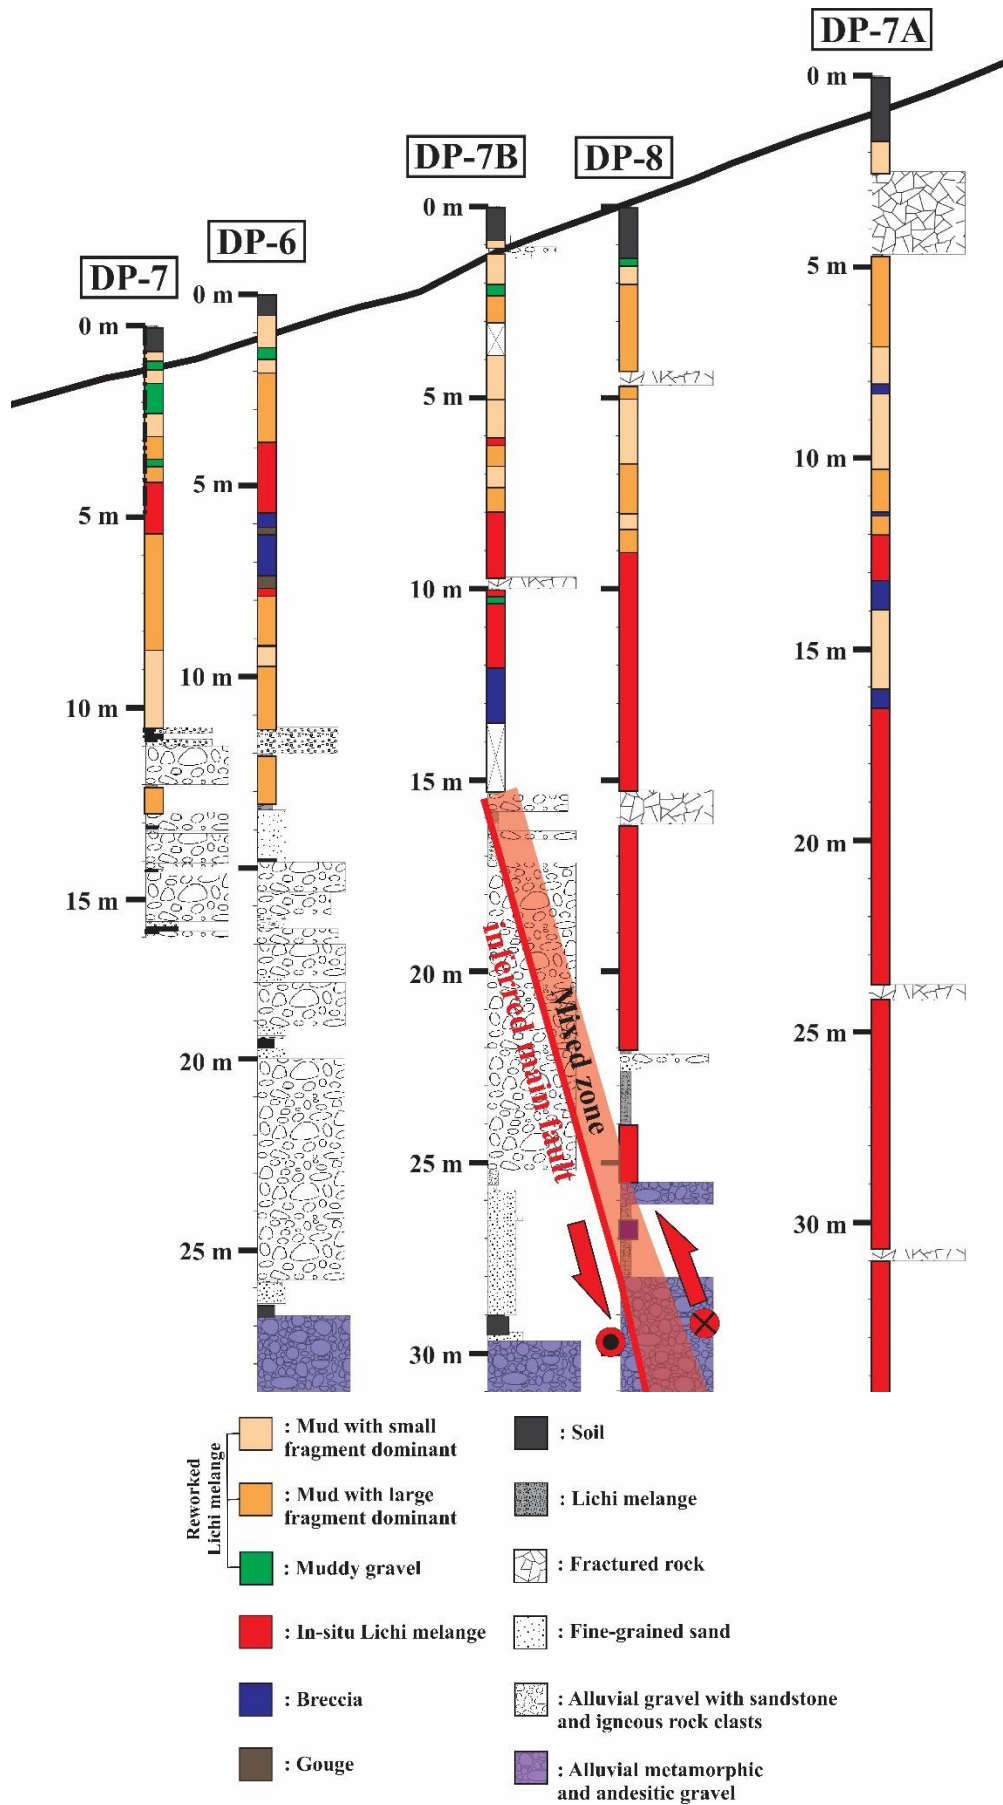 DP-7A
0 m
5 m
10 m
15 m
20 m
25 m
30 m
DP-7B
0 m
5 m
10 m
15 m
20 m
25 m
30 m
DP-8
DP-6
0 m
5 m
10 m
20 m
25 m
DP-7
0 m
5 m
10 m
15 m
inferred main fault
Mixed zone
Reworked
Lichi melange
: Mud with small
fragment dominant
: Mud with large
fragment dominant
: Muddy gravel
: In-situ Lichi melange
: Breccia
: Gouge
: Soil
: Lichi melange
: Fractured rock
: Fine-grained sand
: Alluvial gravel with sandstone
and igneous rock clasts
: Alluvial metamorphic
and andesitic gravel